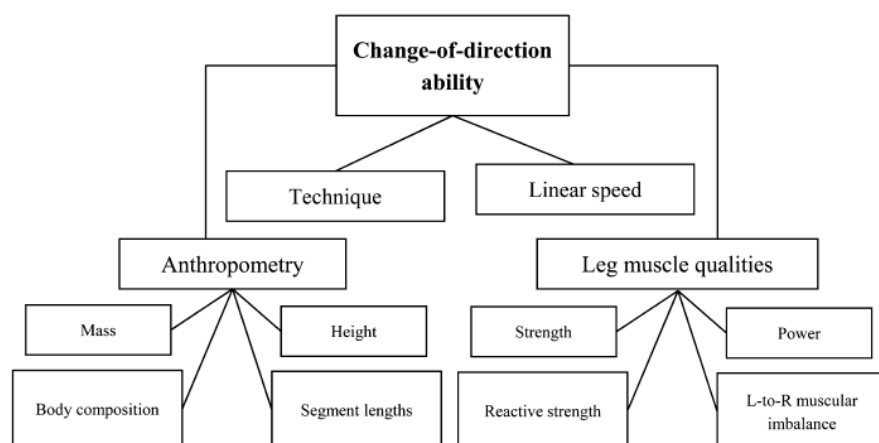 Change-of-direction
ability
Technique
Linear speed
Anthropometry
Leg muscle qualities
Mass
Height
Strength
Power
Body composition
Segment lengths
Reactive strength
L-to-R muscular
imbalance